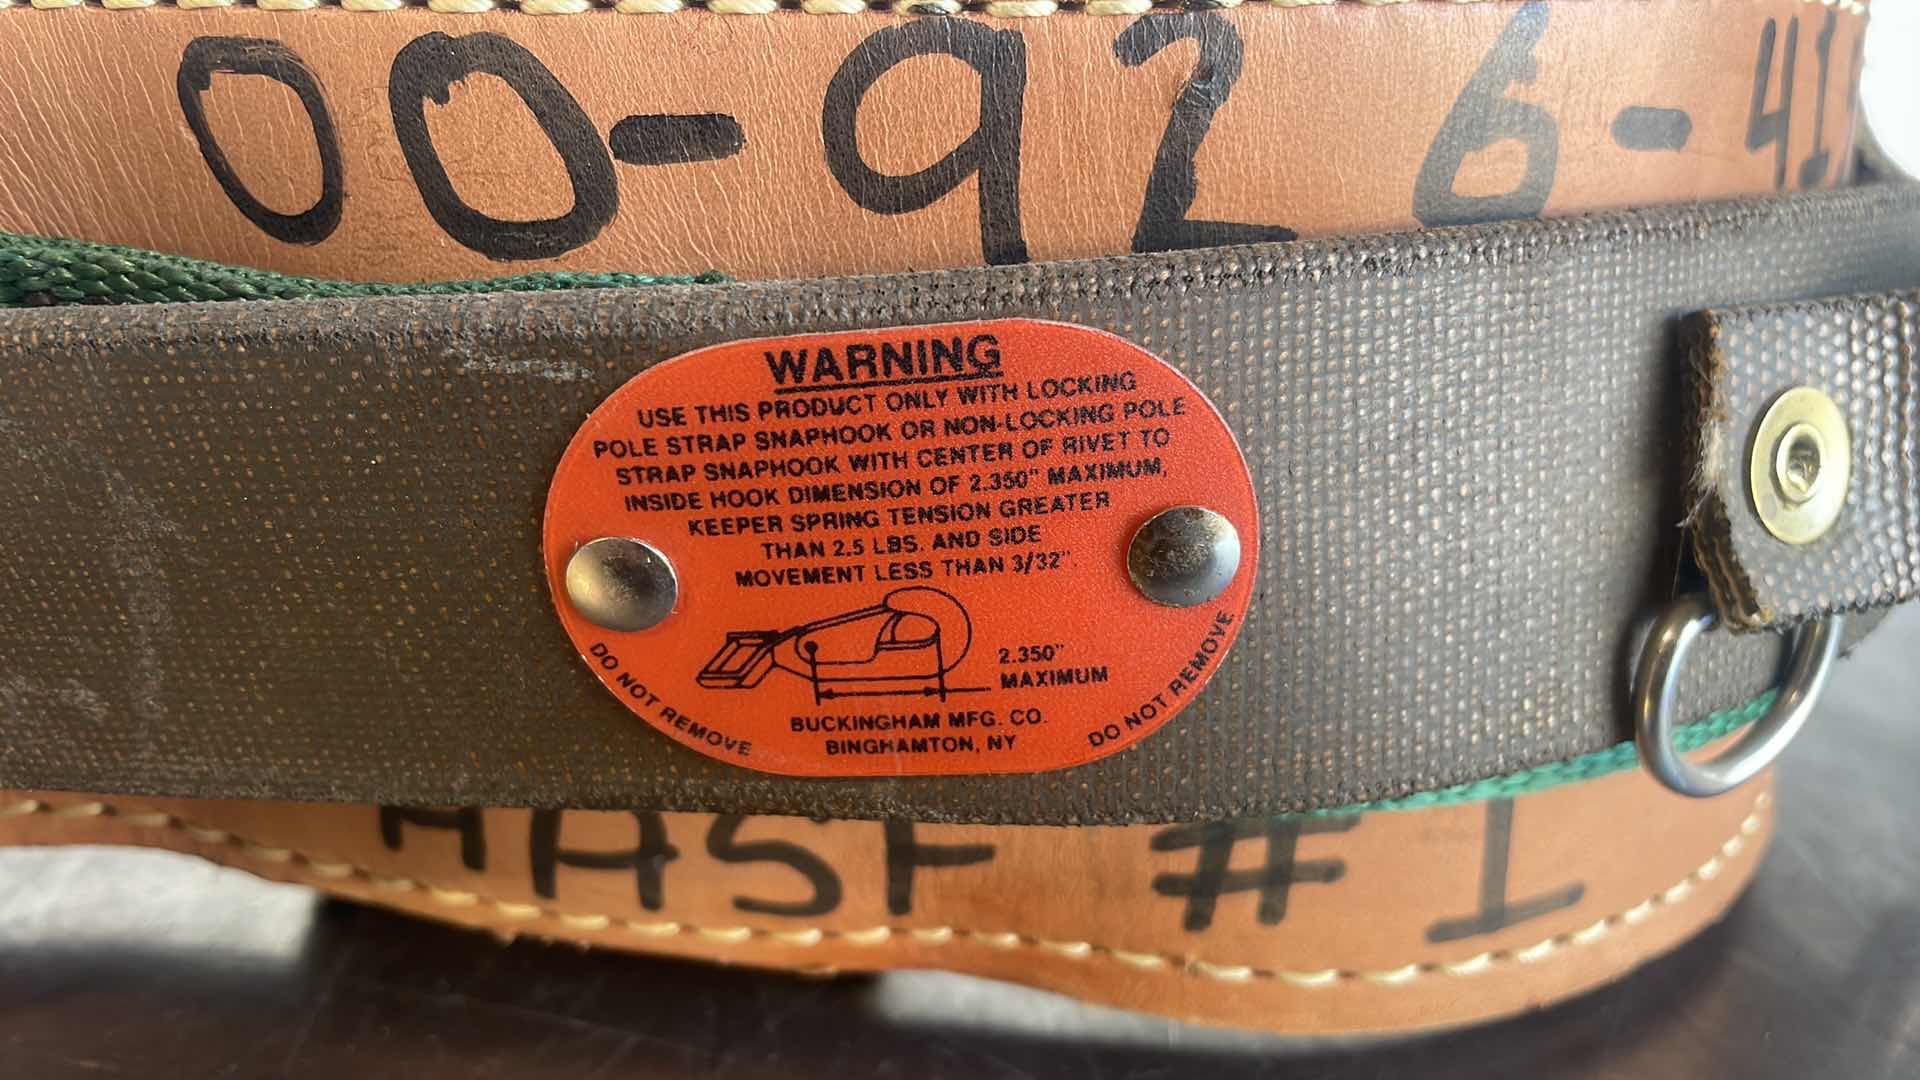 00-926-41
WARNING
USE THIS PRODUCT ONLY WITH LOCKING
POLE STRAP SNAPHOOK OR NON-LOCKING POLE
STRAP SNAPHOOK WITH CENTER OF RIVET TO
INSIDE HOOK DIMENSION OF 2.350" MAXIMUM,
KEEPER SPRING TENSION GREATER
THAN 2.5 LBS. AND SIDE
MOVEMENT LESS THAN 3/32".
2.350"
MAXIMUM
BUCKINGHAM MFG. CO.
BINGHAMTON, NY
DO NOT REMOVE
DO NOT REMOVE
#1